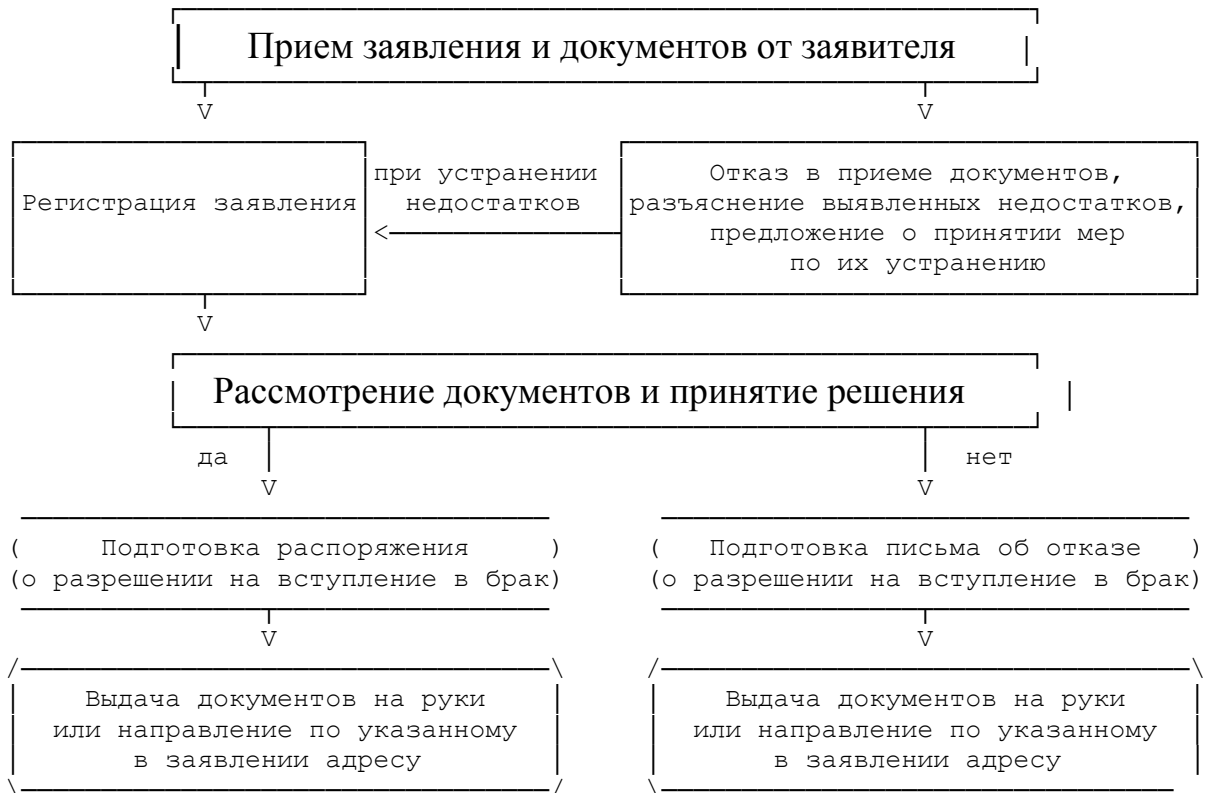 Прием заявления и документов от заявителя
V V
при устранении
недостатков
Регистрация заявления
<
Отказ в приеме документов,
разъяснение выявленных недостатков,
предложение о принятии мер
по их устранению
V
Рассмотрение документов и принятие решения
да нет
V V
( Подготовка распоряжения )
(о разрешении на вступление в брак)
( Подготовка письма об отказе )
(о разрешении на вступление в брак)
V V
Выдача документов на руки
или направление по указанному
в заявлении адресу
Выдача документов на руки
или направление по указанному
в заявлении адресу